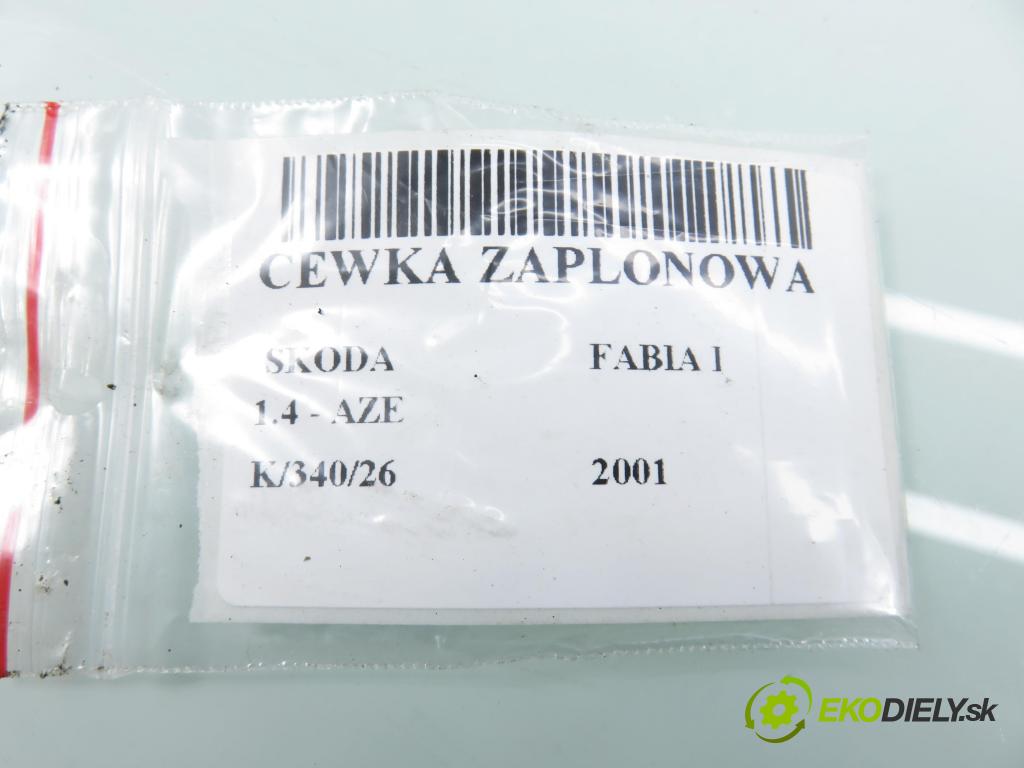 CEWKA ZAPLONOWA
SKODA FABIA I
1.4 - AZE
K/340/26 2001
EKODIELY.sk